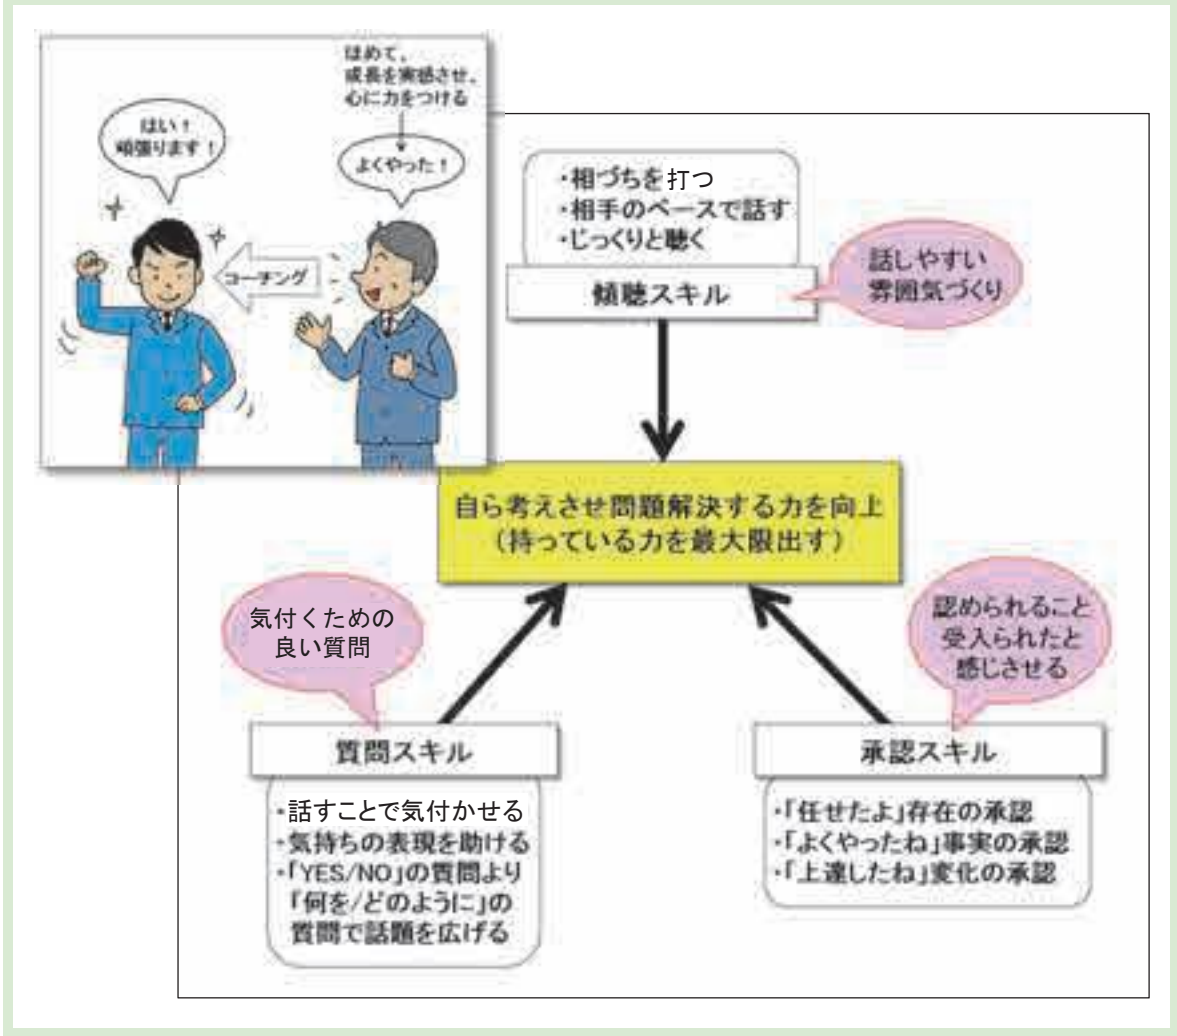 ほめて、
成長を実感させ、
心に力をつける
はい！
頑張ります！
よくやった！
コーチング
・相づちを打つ
・相手のペースで話す
・じっくりと聴く
傾聴スキル
話しやすい
雰囲気づくり
自ら考えさせ問題解決する力を向上
（持っている力を最大限出す）
気付くための
良い質問
質問スキル
・話すことで気付かせる
・気持ちの表現を助ける
・「YES/NO」の質問より
「何を/どのように」の
質問で話題を広げる
認められること
受入られたと
感じさせる
承認スキル
・「任せたよ」存在の承認
・「よくやったね」事実の承認
・「上達したね」変化の承認